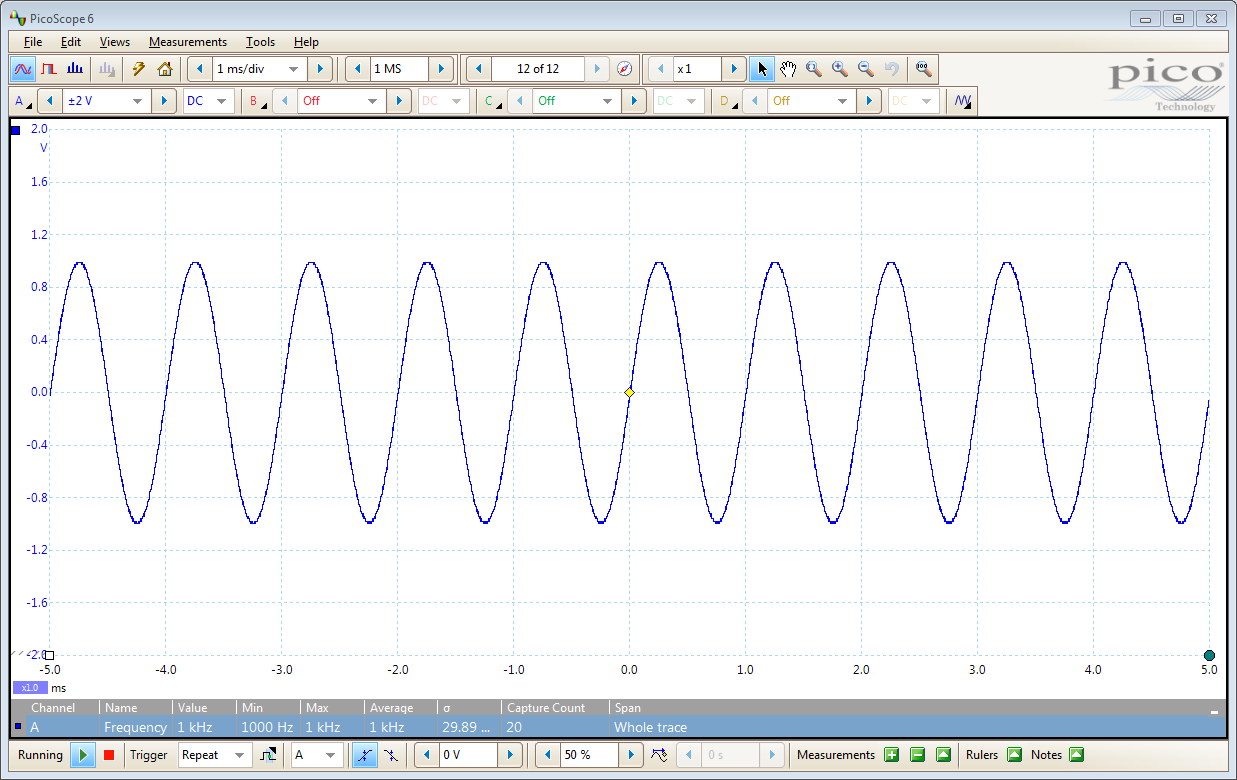 PicoScope 6
File Edit Views Measurements Tools Help
1 ms/div 1 MS 12 of 12 x1
pico
Technology
A ±2 V DC B Off DC C Off DC D Off DC
2.0
V
1.6
1.2
0.8
0.4
0.0
-0.4
-0.8
-1.2
-1.6
-2.0
-5.0 -4.0 -3.0 -2.0 -1.0 0.0 1.0 2.0 3.0 4.0 5.0
x1.0 ms
Channel Name Value Min Max Average σ Capture Count Span
A Frequency 1 kHz 1000 Hz 1 kHz 1 kHz 29.89 ... 20 Whole trace
Running Trigger Repeat A 0 V 50 % 0 s Measurements Rulers Notes